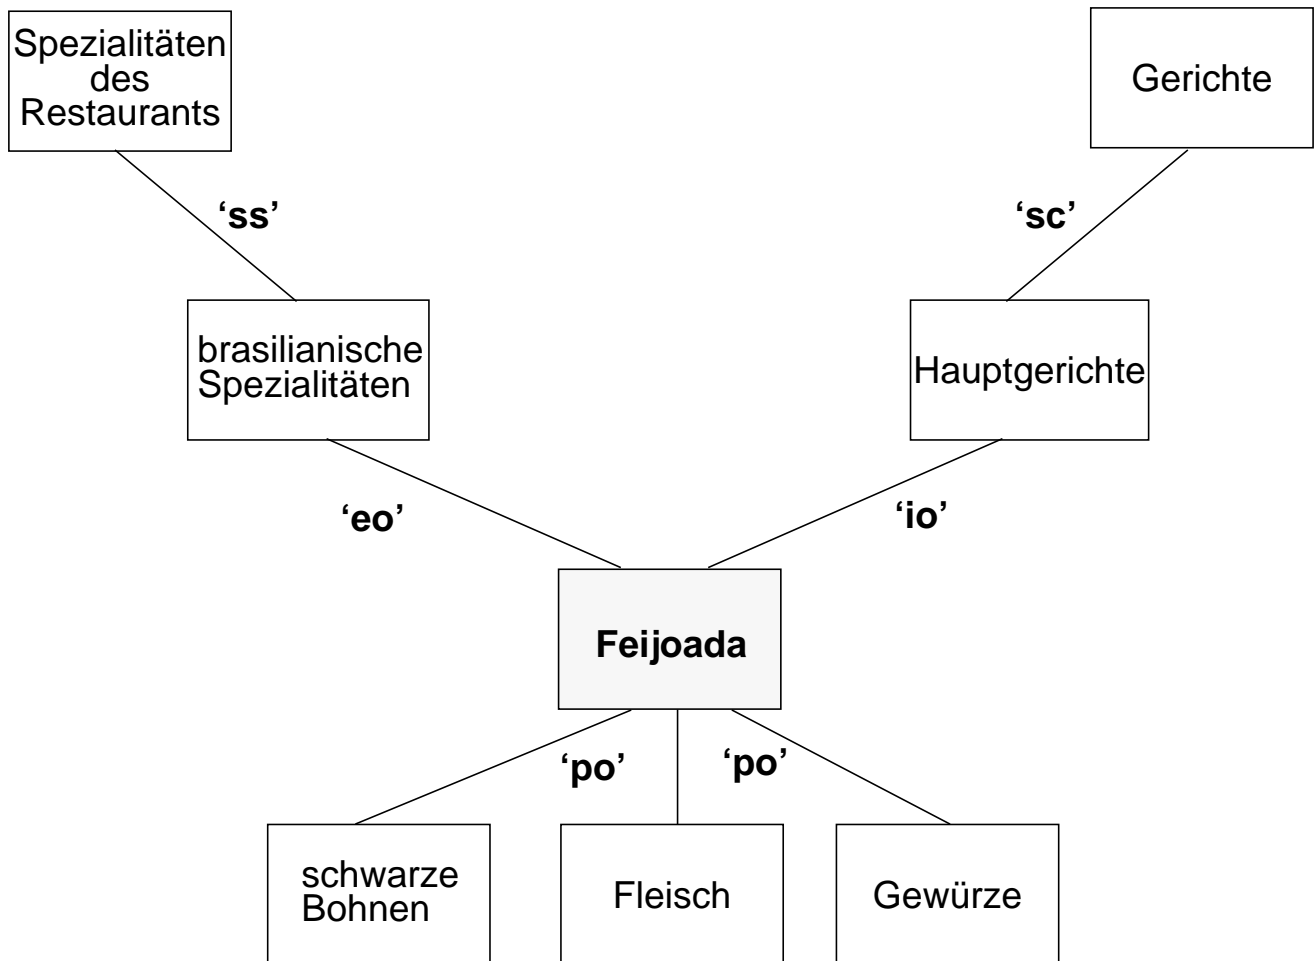 Spezialitäten
des
Restaurants
Gerichte
‘ss’
‘sc’
brasilianische
Spezialitäten
Hauptgerichte
‘eo’
‘io’
Feijoada
‘po’
‘po’
schwarze
Bohnen
Fleisch
Gewürze